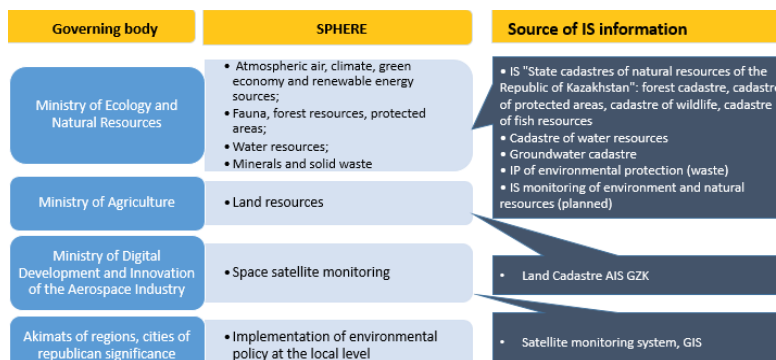 Governing body
SPHERE
Source of IS information
Ministry of Ecology and
Natural Resources
• Atmospheric air, climate, green
economy and renewable energy
sources;
• Fauna, forest resources, protected
areas;
• Water resources;
• Minerals and solid waste
• IS "State cadastres of natural resources of the
Republic of Kazakhstan": forest cadastre, cadastre
of protected areas, cadastre of wildlife, cadastre
of fish resources
• Cadastre of water resources
• Groundwater cadastre
• IP of environmental protection (waste)
• IS monitoring of environment and natural
resources (planned)
Ministry of Agriculture
• Land resources
Ministry of Digital
Development and Innovation
of the Aerospace Industry
• Space satellite monitoring
• Land Cadastre AIS GZK
Akimats of regions, cities of
republican significance
• Implementation of environmental
policy at the local level
• Satellite monitoring system, GIS